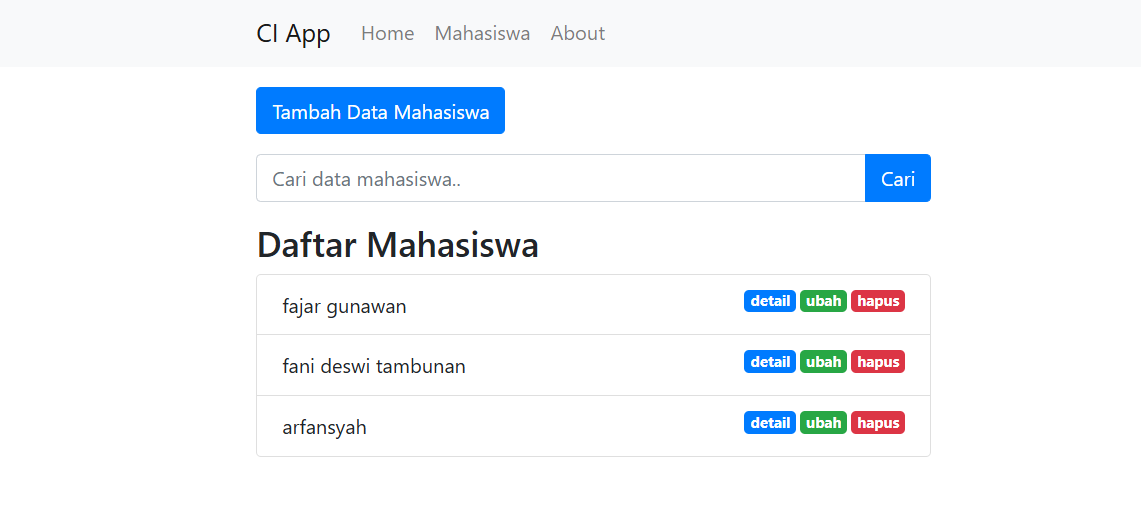 CI App Home Mahasiswa About
Tambah Data Mahasiswa
Cari data mahasiswa.. Cari
Daftar Mahasiswa
fajar gunawan detail ubah hapus
fani deswi tambunan detail ubah hapus
arfansyah detail ubah hapus